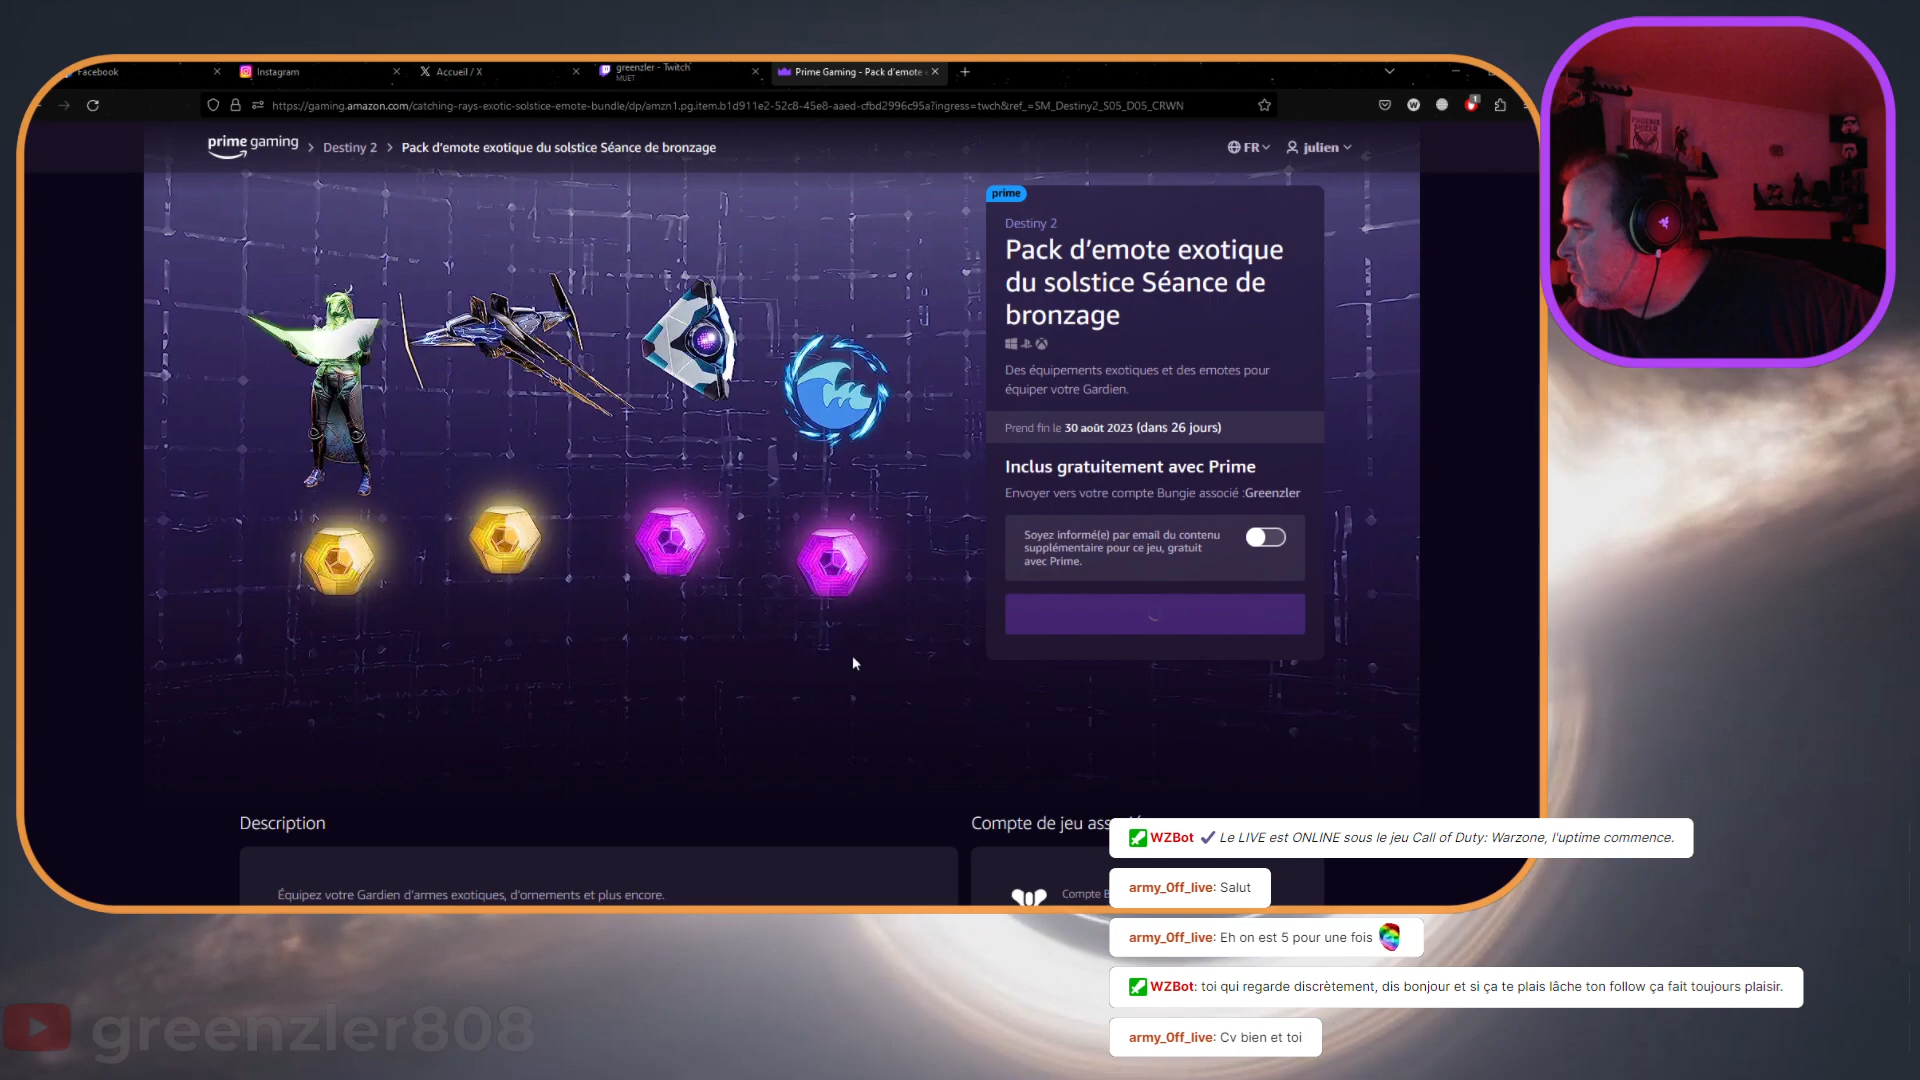 Facebook
Instagram
Accueil / X
greenzler - Twitch
MUET
Prime Gaming - Pack d'emote
https://gaming.amazon.com/catching-rays-exotic-solstice-emote-bundle/dp/amzn1.pg.item.b1d911e2-52c8-45e8-aaed-cfbd2996c95a?ingress=twch&ref_=SM_Destiny2_S05_D05_CRWN
1
prime gaming > Destiny 2 > Pack d'emote exotique du solstice Séance de bronzage
FR
julien
prime
Destiny 2
Pack d'emote exotique
du solstice Séance de
bronzage
Des équipements exotiques et des emotes pour
équiper votre Gardien.
Prend fin le 30 août 2023 (dans 26 jours)
Inclus gratuitement avec Prime
Envoyer vers votre compte Bungie associé :Greenzler
Soyez informé(e) par email du contenu
supplémentaire pour ce jeu, gratuit
avec Prime.
Description
Compte de jeu ass
Équipez votre Gardien d'armes exotiques, d'ornements et plus encore.
Compte B
WZBot Le LIVE est ONLINE sous le jeu Call of Duty: Warzone, l'uptime commence.
army_0ff_live: Salut
army_0ff_live: Eh on est 5 pour une fois
WZBot: toi qui regarde discrètement, dis bonjour et si ça te plais lâche ton follow ça fait toujours plaisir.
army_0ff_live: Cv bien et toi
greenzler808